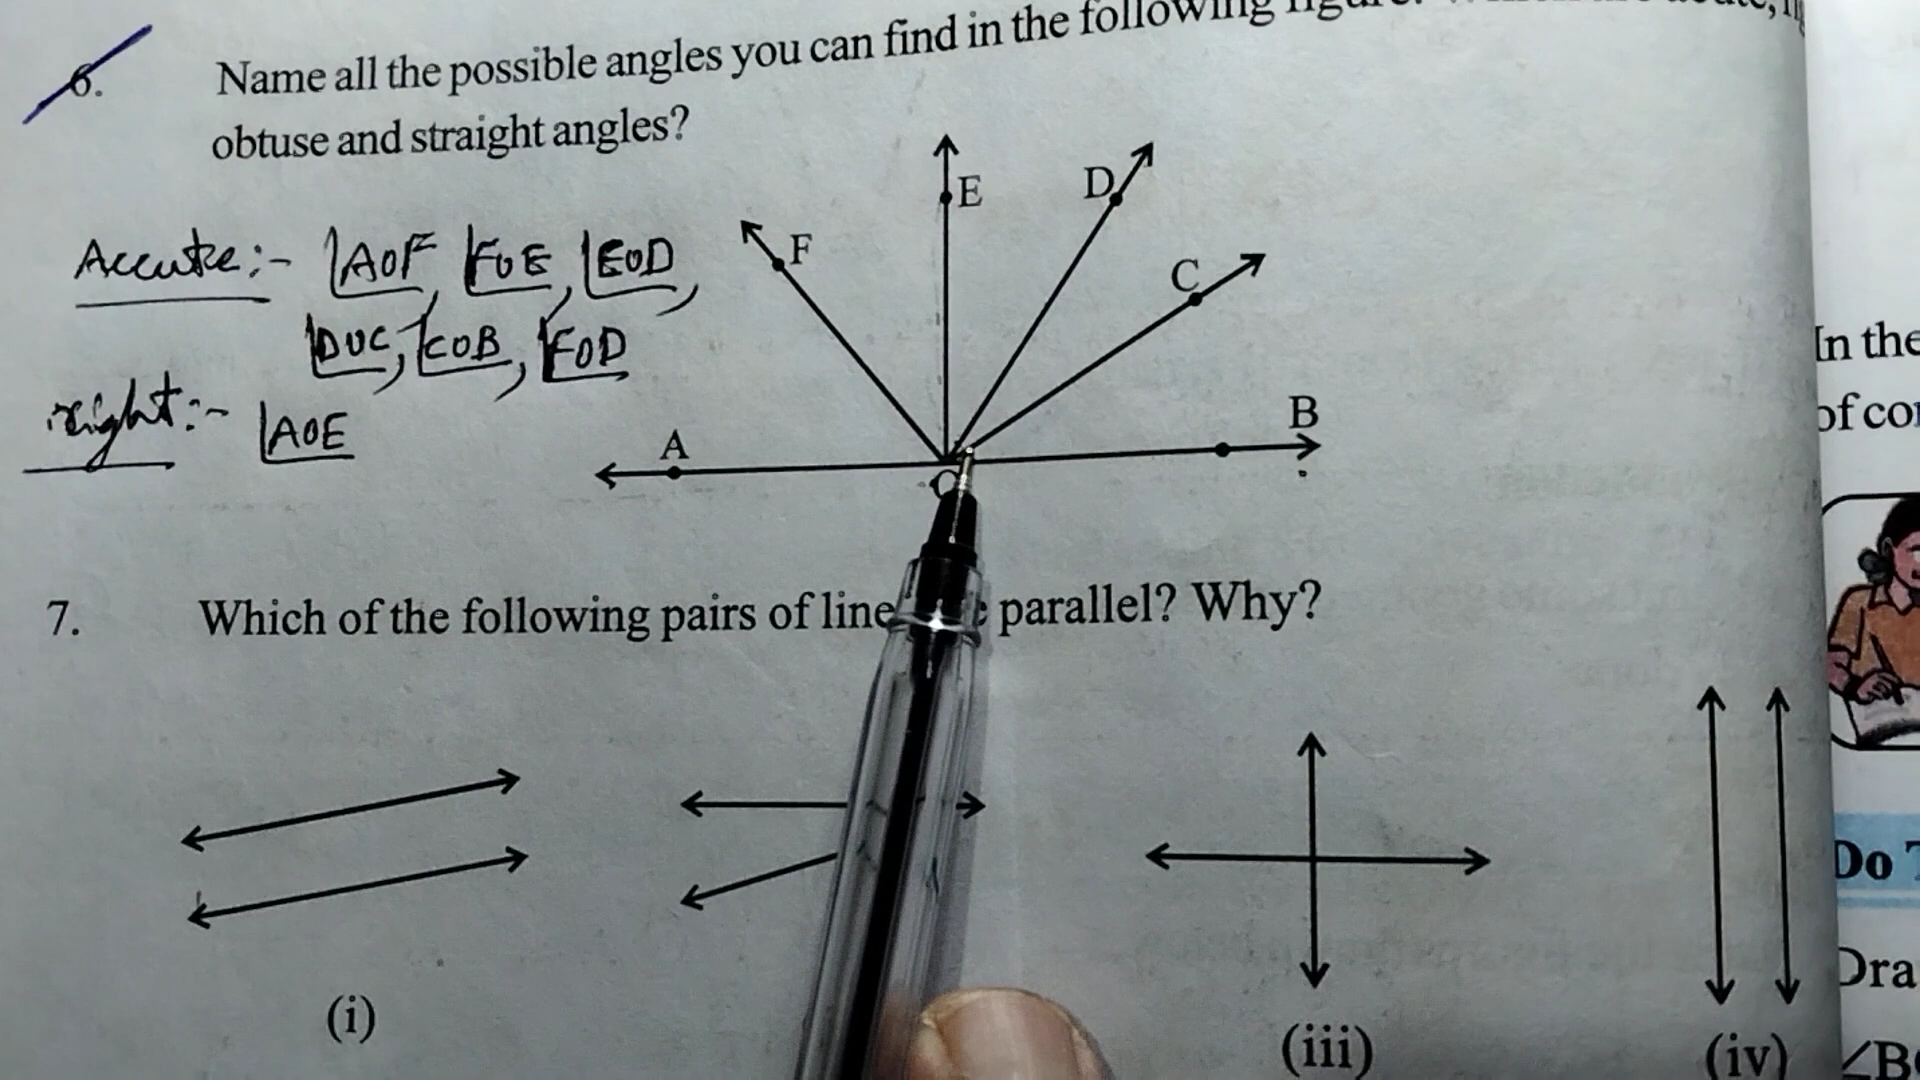 6. Name all the possible angles you can find in the following figure.
obtuse and straight angles?
E
D
F
Accute:- ∠AOF, ∠FOE, ∠EOD,
C
∠DOC, ∠COB, ∠FOD
right:- ∠AOE
A
B
O
In the
of
7. Which of the following pairs of line parallel? Why?
Do
(i)
(iii)
(iv)